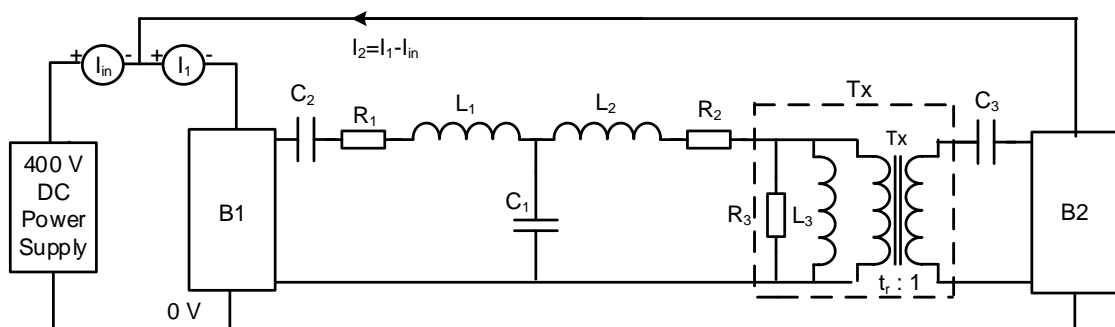 I2=I1-Iin
+ Iin - + I1 -
C2
R1
L1
L2
R2
Tx
C3
400 V
DC
Power
Supply
B1
C1
R3
L3
Tx
B2
tr : 1
0 V